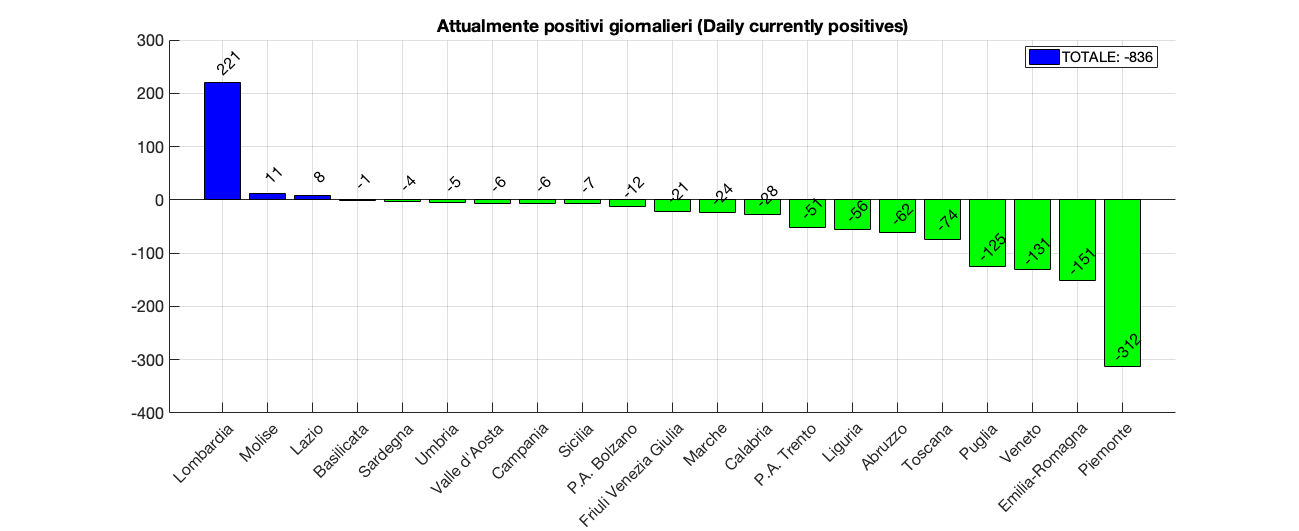 Attualmente positivi giornalieri (Daily currently positives)
TOTALE: -836
300
200
100
0
-100
-200
-300
-400
221
11
8
-1
-4
-5
-6
-6
-7
-12
-21
-24
-28
-51
-56
-62
-74
-125
-131
-151
-312
Lombardia
Molise
Lazio
Basilicata
Sardegna
Umbria
Valle d'Aosta
Campania
Sicilia
P.A. Bolzano
Friuli Venezia Giulia
Marche
Calabria
P.A. Trento
Liguria
Abruzzo
Toscana
Puglia
Veneto
Emilia-Romagna
Piemonte